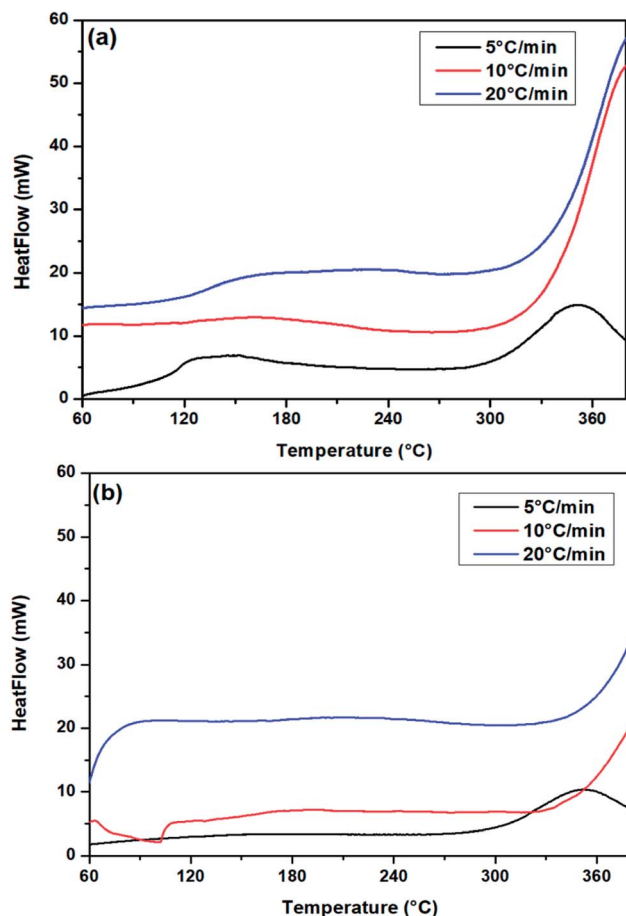 (a)
5°C/min
10°C/min
20°C/min
60
50
40
30
20
10
0
HeatFlow (mW)
60 120 180 240 300 360
Temperature (°C)
(b)
5°C/min
10°C/min
20°C/min
60
50
40
30
20
10
0
HeatFlow (mW)
60 120 180 240 300 360
Temperature (°C)